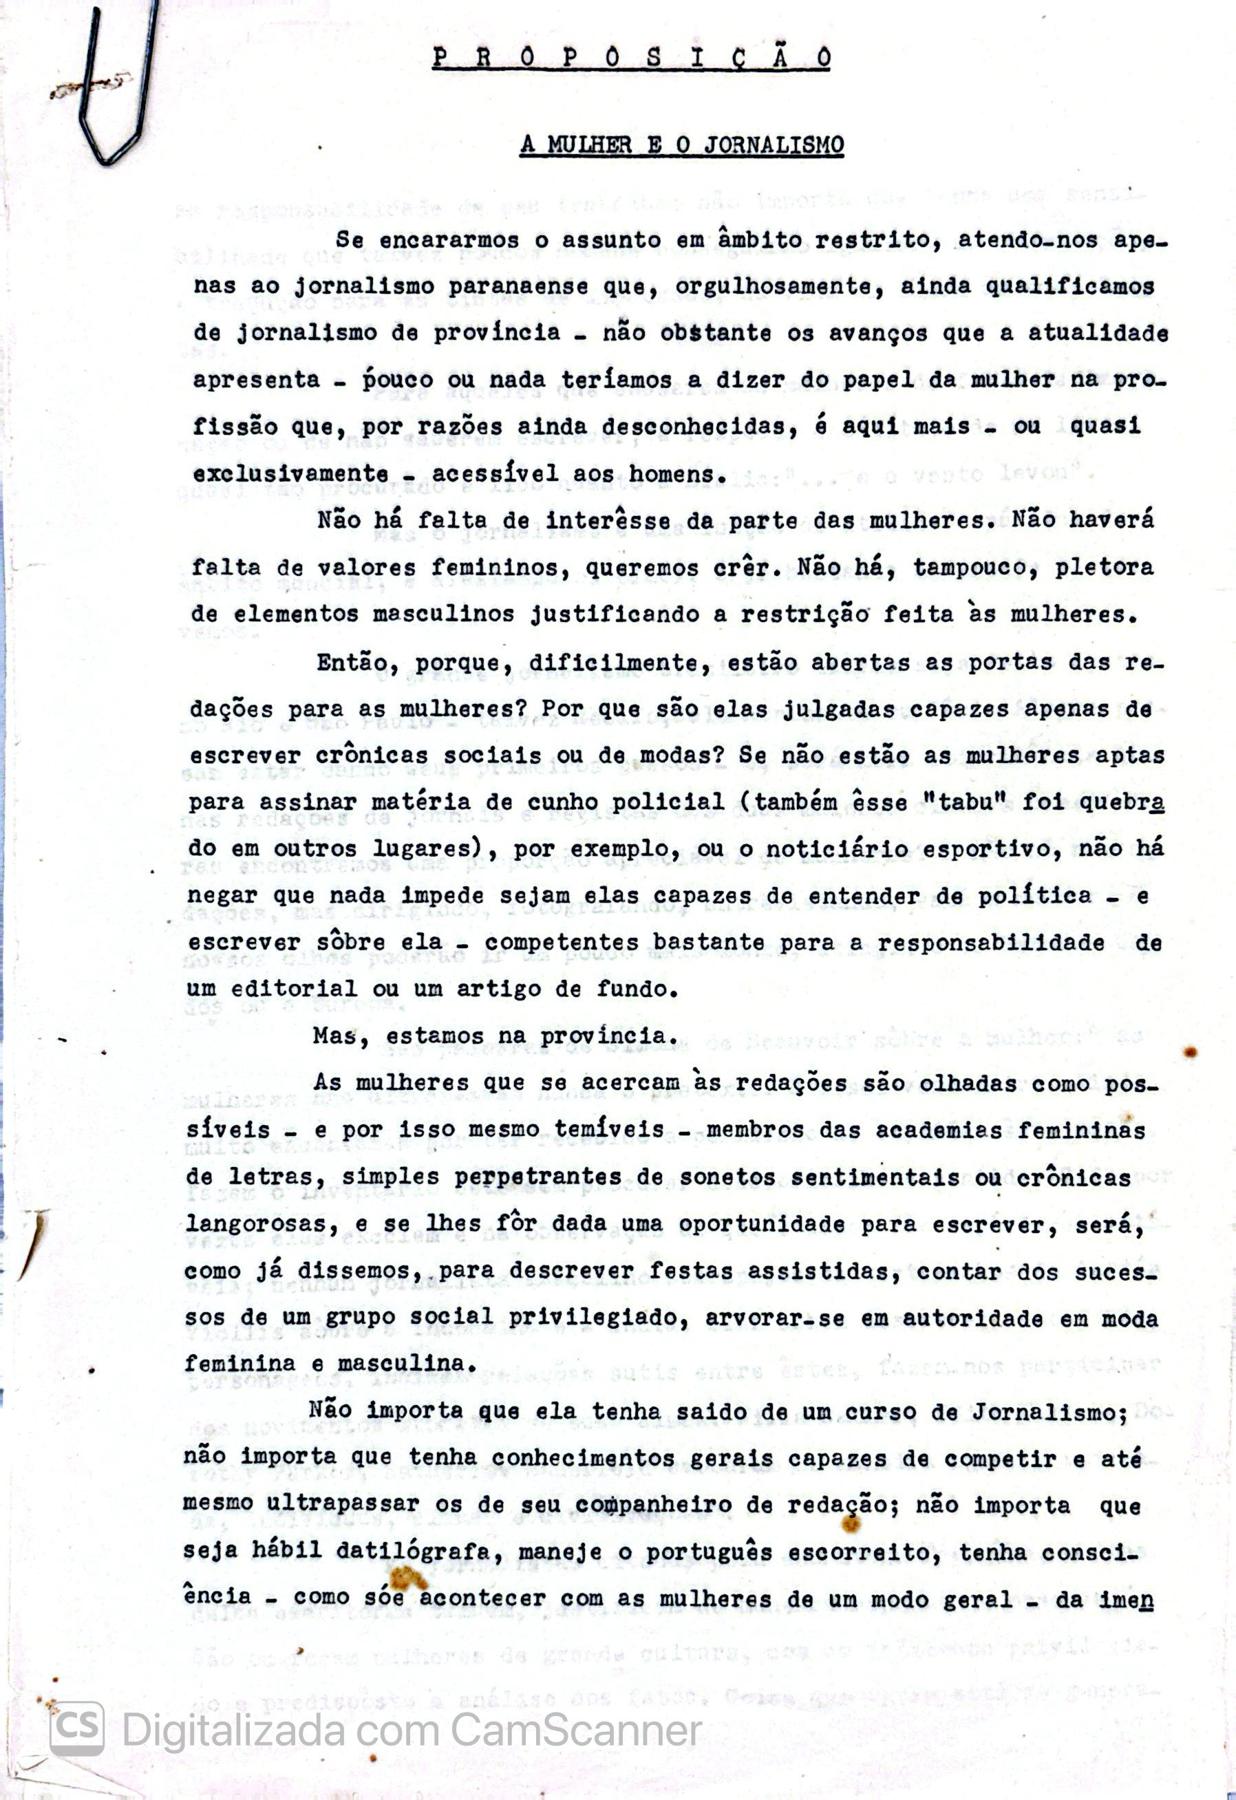 P R O P O S I Ç Ã O
A MULHER E O JORNALISMO
Se encararmos o assunto em âmbito restrito, atendo-nos ape-
nas ao jornalismo paranaense que, orgulhosamente, ainda qualificamos
de jornalismo de província - não obstante os avanços que a atualidade
apresenta - pouco ou nada teríamos a dizer do papel da mulher na pro-
fissão que, por razões ainda desconhecidas, é aqui mais - ou quasi
exclusivamente - acessível aos homens.
Não há falta de interêsse da parte das mulheres. Não haverá
falta de valores femininos, queremos crêr. Não há, tampouco, pletora
de elementos masculinos justificando a restrição feita às mulheres.
Então, porque, dificilmente, estão abertas as portas das re-
dações para as mulheres? Por que são elas julgadas capazes apenas de
escrever crônicas sociais ou de modas? Se não estão as mulheres aptas
para assinar matéria de cunho policial (também êsse "tabu" foi quebra
do em outros lugares), por exemplo, ou o noticiário esportivo, não há
negar que nada impede sejam elas capazes de entender de política - e
escrever sôbre ela - competentes bastante para a responsabilidade de
um editorial ou um artigo de fundo.
Mas, estamos na província.
As mulheres que se acercam às redações são olhadas como pos-
síveis - e por isso mesmo temíveis - membros das academias femininas
de letras, simples perpetrantes de sonetos sentimentais ou crônicas
langorosas, e se lhes fôr dada uma oportunidade para escrever, será,
como já dissemos, para descrever festas assistidas, contar dos suces-
sos de um grupo social privilegiado, arvorar-se em autoridade em moda
feminina e masculina.
Não importa que ela tenha saido de um curso de Jornalismo;
não importa que tenha conhecimentos gerais capazes de competir e até
mesmo ultrapassar os de seu companheiro de redação; não importa que
seja hábil datilógrafa, maneje o português escorreito, tenha consci-
ência - como sóe acontecer com as mulheres de um modo geral - da imen
CS Digitalizada com CamScanner